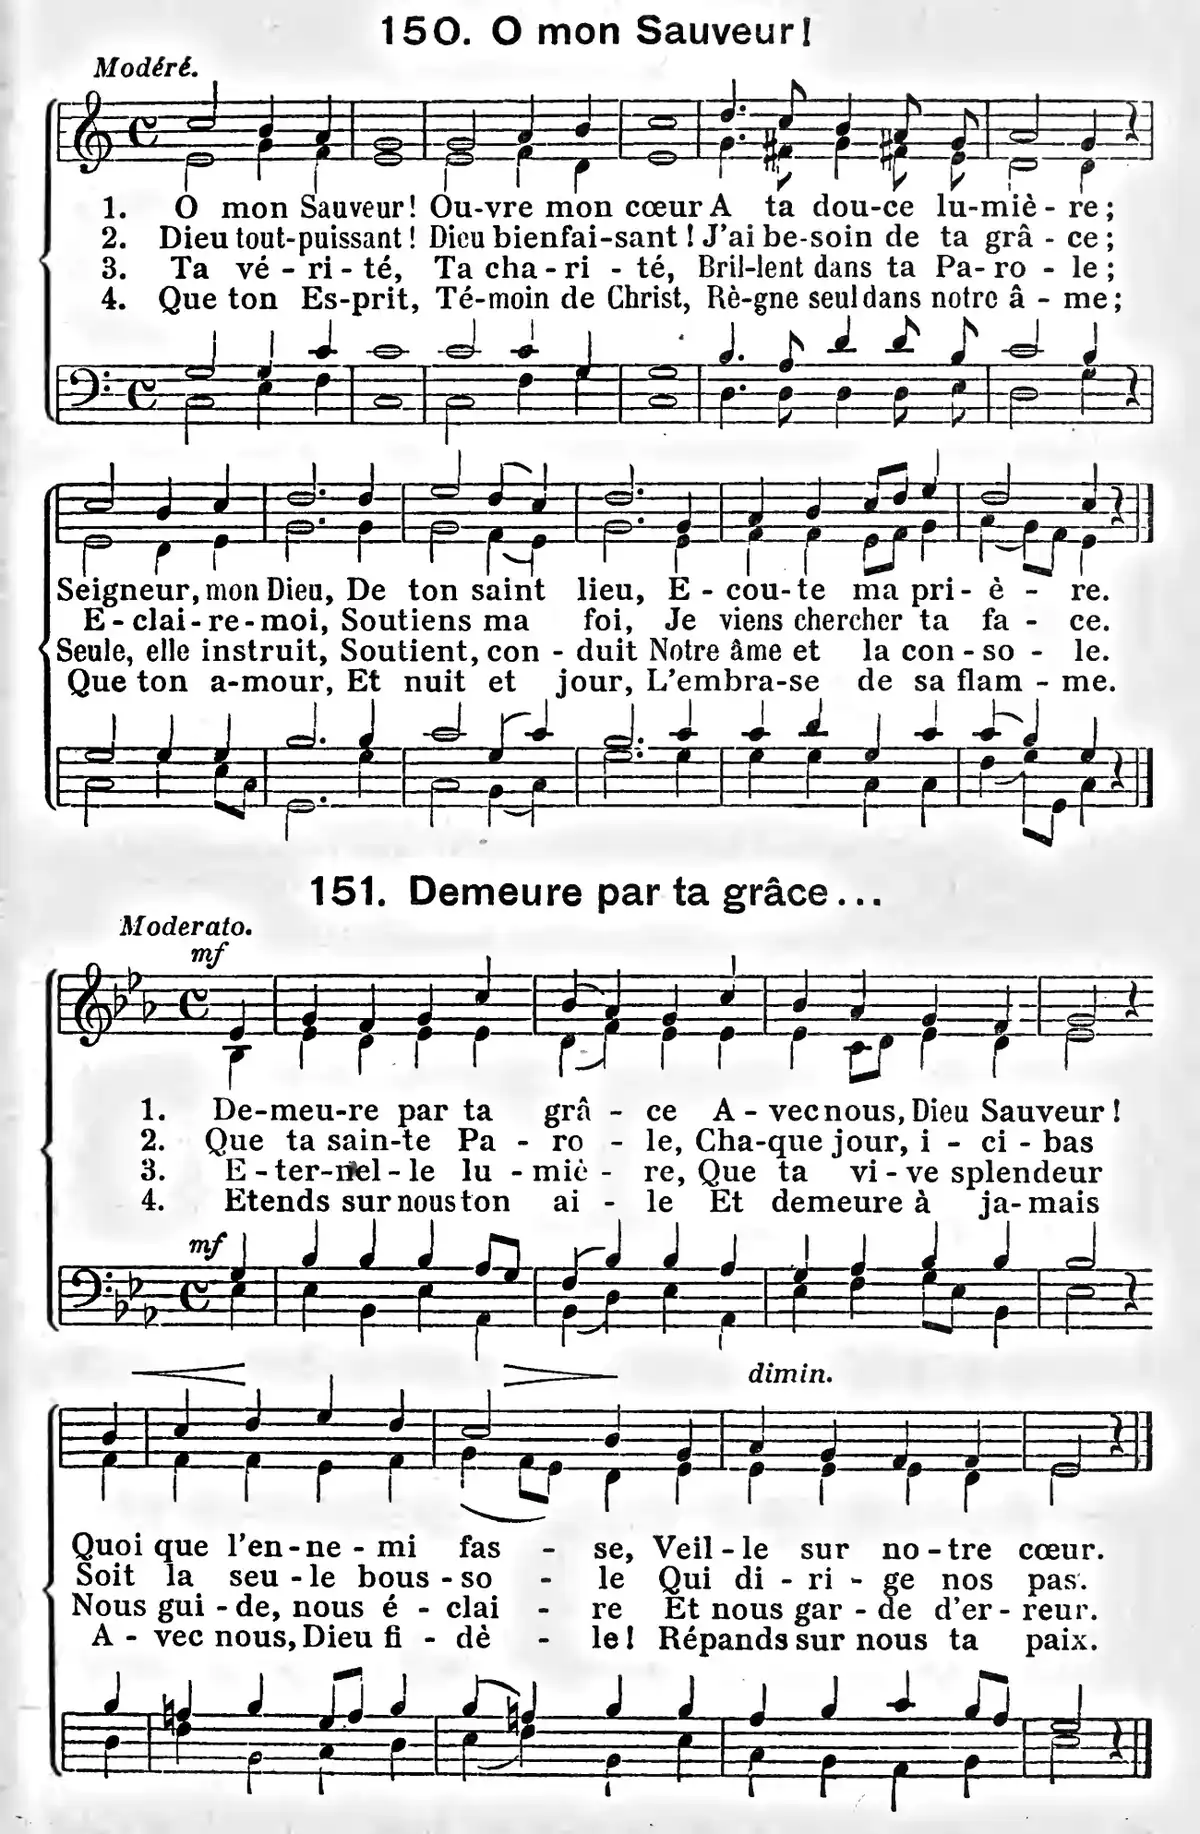 150. O mon Sauveur!
Modéré.
1. O mon Sauveur! Ou-vre mon cœur A ta dou-ce lu-miè - re;
2. Dieu tout-puissant! Dieu bienfai-sant! J'ai be-soin de ta grâ - ce;
3. Ta vé - ri - té, Ta cha - ri - té, Bril-lent dans ta Pa- ro - le;
4. Que ton Es-prit, Té-moin de Christ, Rè-gne seul dans notre â - me;
Seigneur, mon Dieu, De ton saint lieu, E - cou-te ma pri- è - re.
E - clai - re - moi, Soutiens ma foi, Je viens chercher ta fa - ce.
Seule, elle instruit, Soutient, con - duit Notre âme et la con - so - le.
Que ton a-mour, Et nuit et jour, L'embra-se de sa flam - me.
151. Demeure par ta grâce...
Moderato.
mf
1. De-meu-re par ta grâ - ce A - vec nous, Dieu Sauveur!
2. Que ta sain-te Pa - ro - le, Cha-que jour, i - ci - bas
3. E - ter-nel - le lu - miè - re, Que ta vi - ve splendeur
4. Etends sur nous ton ai - le Et demeure à ja- mais
mf
dimin.
Quoi que l'en-ne - mi fas - se, Veil - le sur no - tre cœur.
Soit la seu - le bous - so - le Qui di - ri - ge nos pas.
Nous gui - de, nous é - clai - re Et nous gar - de d'er - reur.
A - vec nous, Dieu fi - dè - le! Répands sur nous ta paix.